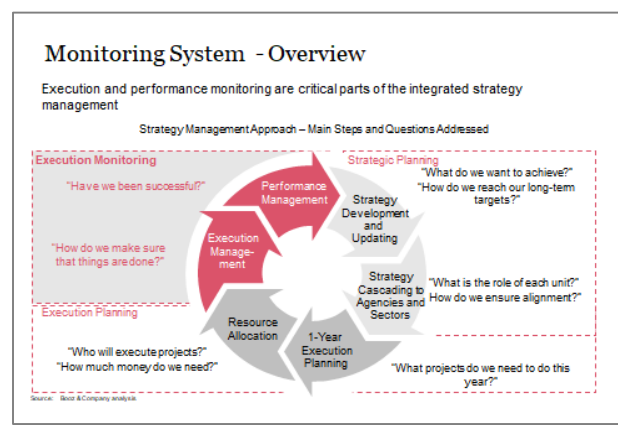 Monitoring System - Overview
Execution and performance monitoring are critical parts of the integrated strategy
management
Strategy Management Approach – Main Steps and Questions Addressed
Execution Monitoring
"Have we been successful?"
"How do we make sure
that things are done?"
Performance
Management
Execution
Manage-
ment
Strategic Planning
"What do we want to achieve?"
"How do we reach our long-term
targets?"
Strategy
Development
and
Updating
Strategy
Cascading to
Agencies and
Sectors
"What is the role of each unit?"
How do we ensure alignment?"
Execution Planning
Resource
Allocation
1-Year
Execution
Planning
"Who will execute projects?"
"How much money do we need?"
"What projects do we need to do this
year?"
Source: Booz & Company analysis